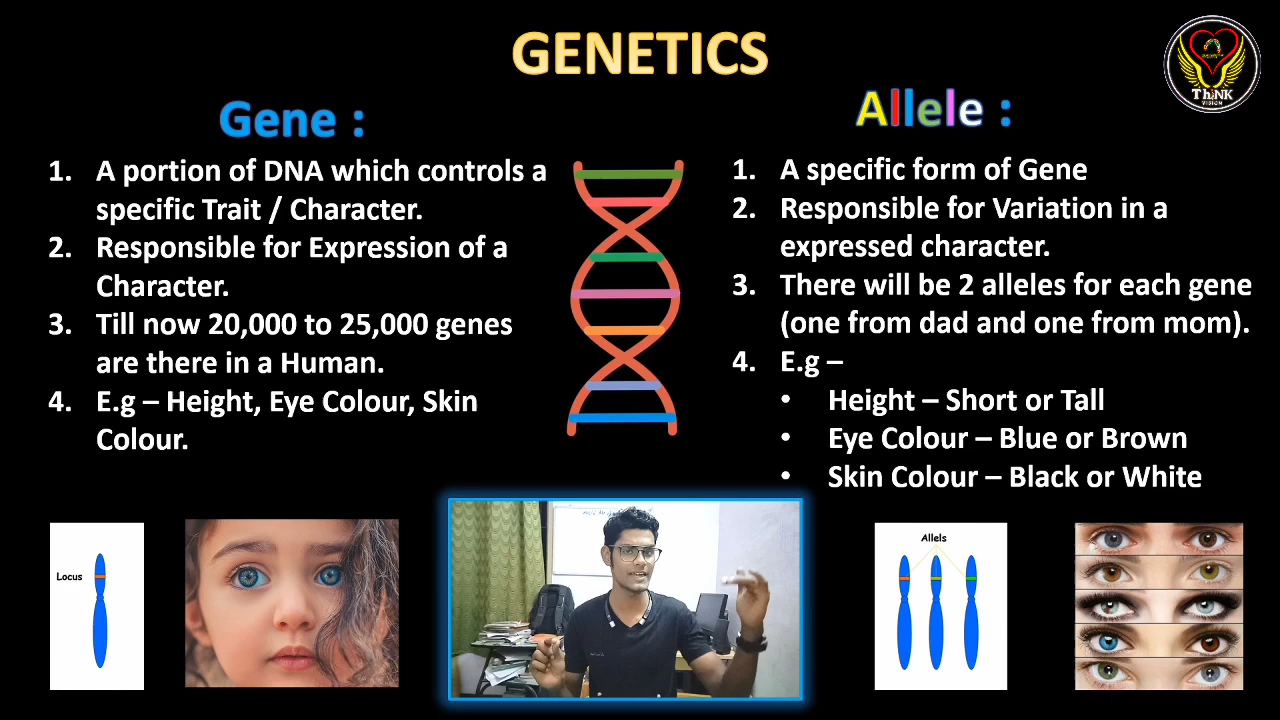 GENETICS
Think
VISION
Gene :
1. A portion of DNA which controls a
specific Trait / Character.
2. Responsible for Expression of a
Character.
3. Till now 20,000 to 25,000 genes
are there in a Human.
4. E.g – Height, Eye Colour, Skin
Colour.
Allele :
1. A specific form of Gene
2. Responsible for Variation in a
expressed character.
3. There will be 2 alleles for each gene
(one from dad and one from mom).
4. E.g –
• Height – Short or Tall
• Eye Colour – Blue or Brown
• Skin Colour – Black or White
Locus
Allels